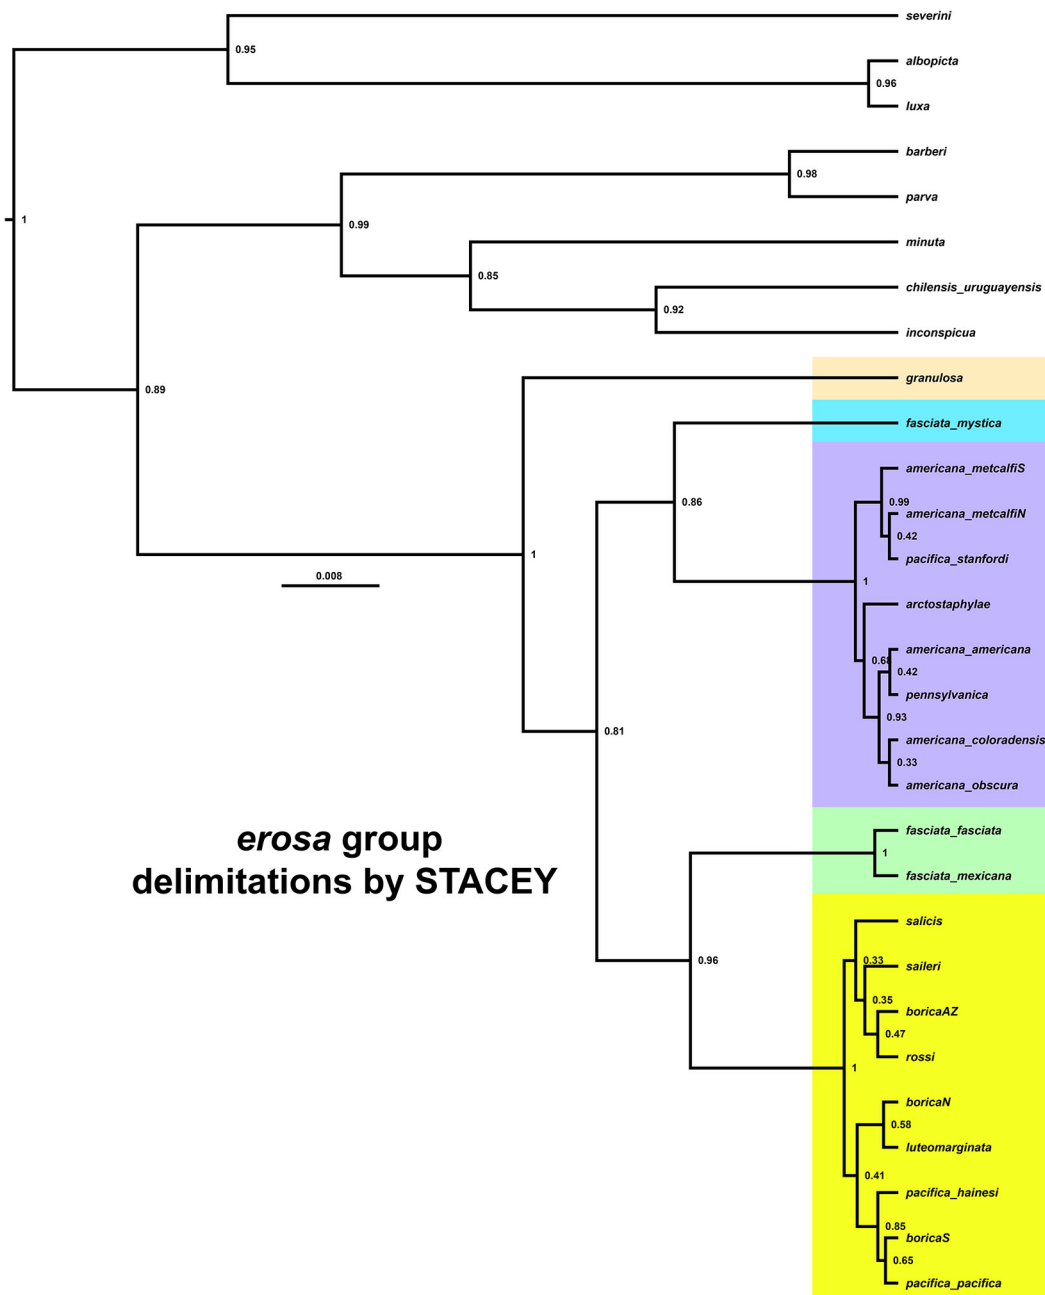 severini
0.95
albopicta
0.96
luxa
barberi
0.98
parva
1
0.99
minuta
0.85
chilensis_uruguayensis
0.92
inconspicua
granulosa
0.89
fasciata_mystica
americana_metcalfiS
0.86
0.99
americana_metcalfiN
0.42
1
pacifica_stanfordi
0.008
1
arctostaphylae
americana_americana
0.68
0.42
pennsylvanica
0.93
0.81
americana_coloradensis
0.33
americana_obscura
erosa group
delimitations by STACEY
fasciata_fasciata
1
fasciata_mexicana
salicis
0.96
0.33
saileri
0.35
boricaAZ
0.47
rossi
1
boricaN
0.58
luteomarginata
0.41
pacifica_hainesi
0.85
boricaS
0.65
pacifica_pacifica